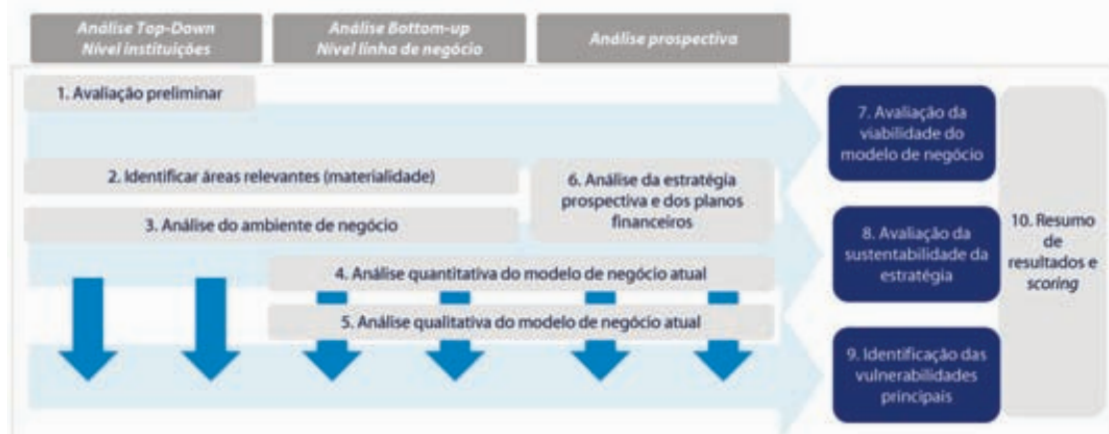 Análise Top-Down
Nível instituições
Análise Bottom-up
Nível linha de negócio
Análise prospectiva
1. Avaliação preliminar
2. Identificar áreas relevantes (materialidade)
3. Análise do ambiente de negócio
6. Análise da estratégia
prospectiva e dos planos
financeiros
4. Análise quantitativa do modelo de negócio atual
5. Análise qualitativa do modelo de negócio atual
7. Avaliação da
viabilidade do
modelo de negócio
8. Avaliação da
sustentabilidade da
estratégia
9. Identificação das
vulnerabilidades
principais
10. Resumo
de
resultados e
scoring